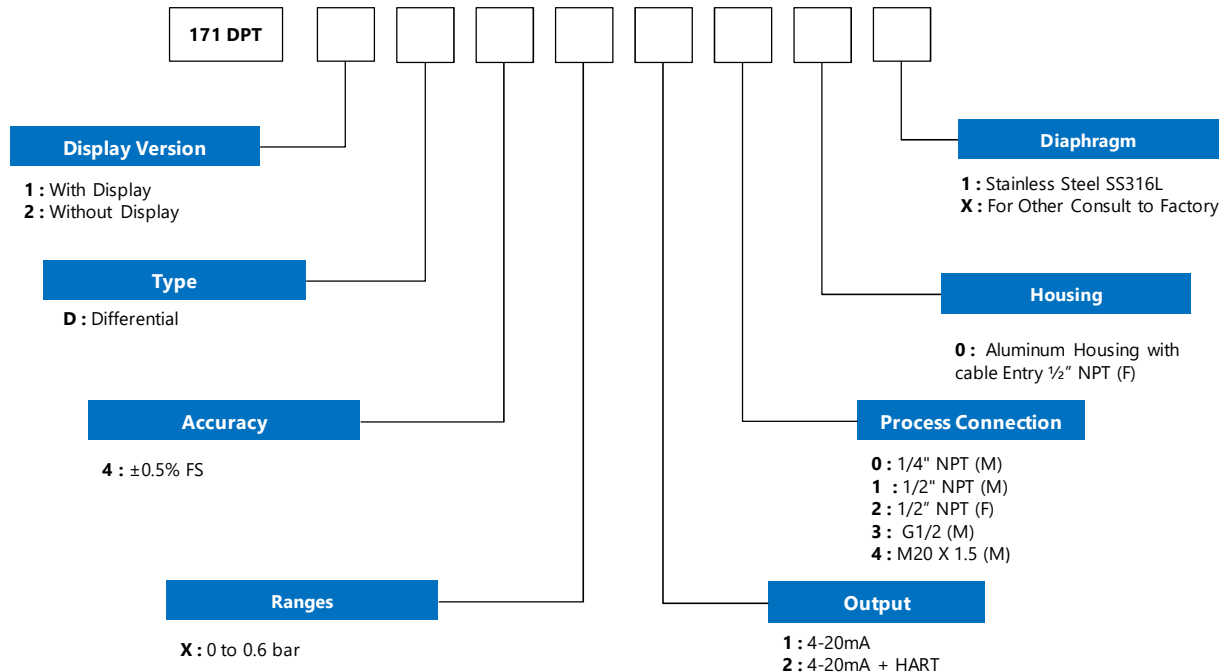 171 DPT
Display Version
1 : With Display
2 : Without Display
Type
D : Differential
Accuracy
4 : ±0.5% FS
Ranges
X : 0 to 0.6 bar
Diaphragm
1 : Stainless Steel SS316L
X : For Other Consult to Factory
Housing
0 : Aluminum Housing with
cable Entry ½” NPT (F)
Process Connection
0 : 1/4" NPT (M)
1 : 1/2" NPT (M)
2 : 1/2” NPT (F)
3 : G1/2 (M)
4 : M20 X 1.5 (M)
Output
1 : 4-20mA
2 : 4-20mA + HART